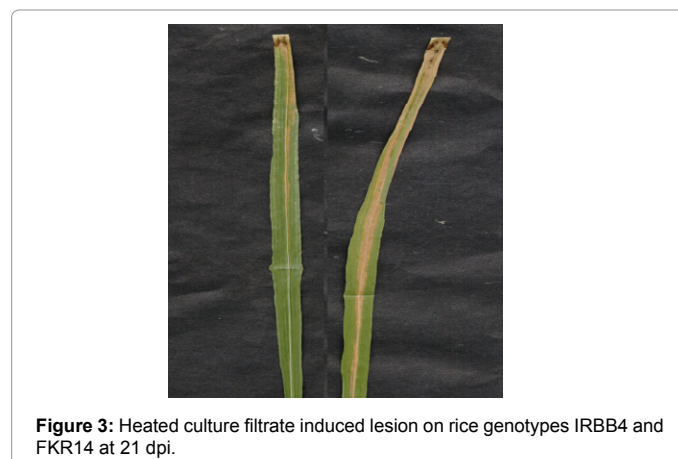 Figure 3: Heated culture filtrate induced lesion on rice genotypes IRBB4 and
FKR14 at 21 dpi.